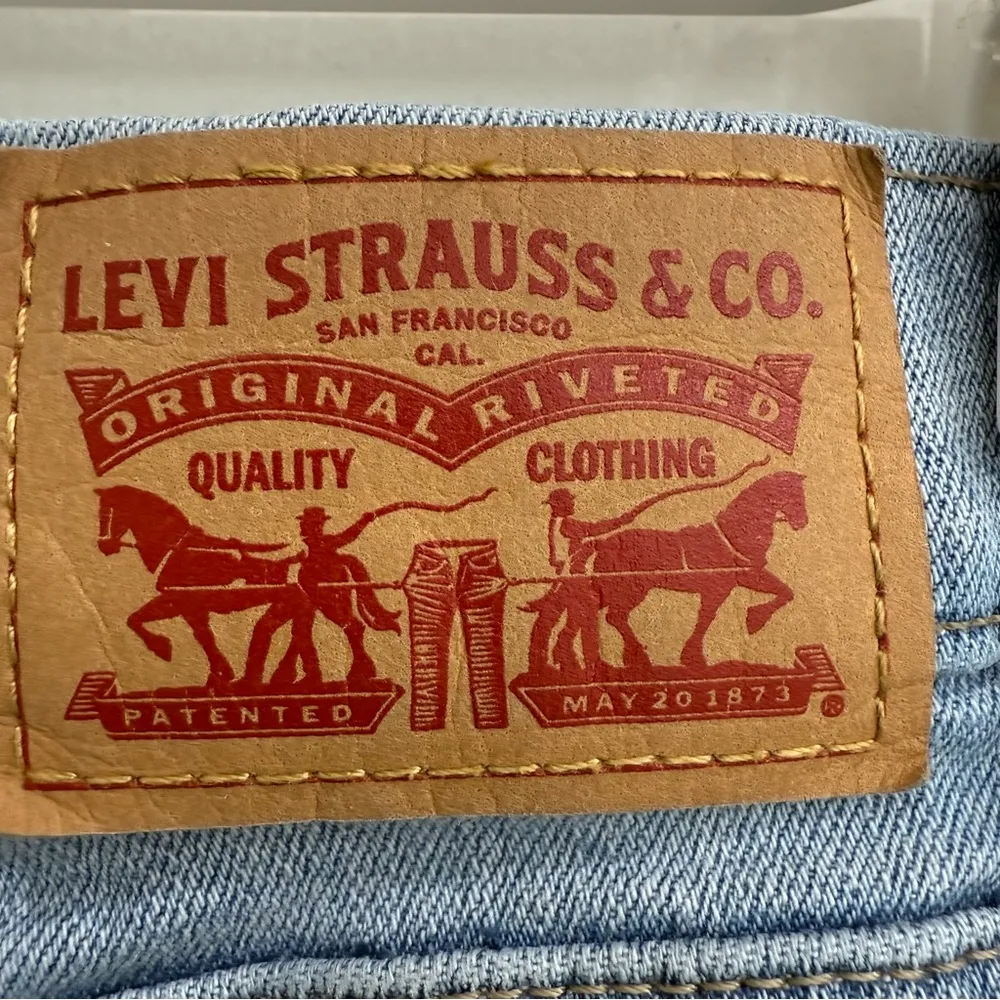 LEVI STRAUSS & CO.
SAN FRANCISCO
CAL.
ORIGINAL RIVETED
QUALITY CLOTHING
PATENTED MAY 20 1873 ®